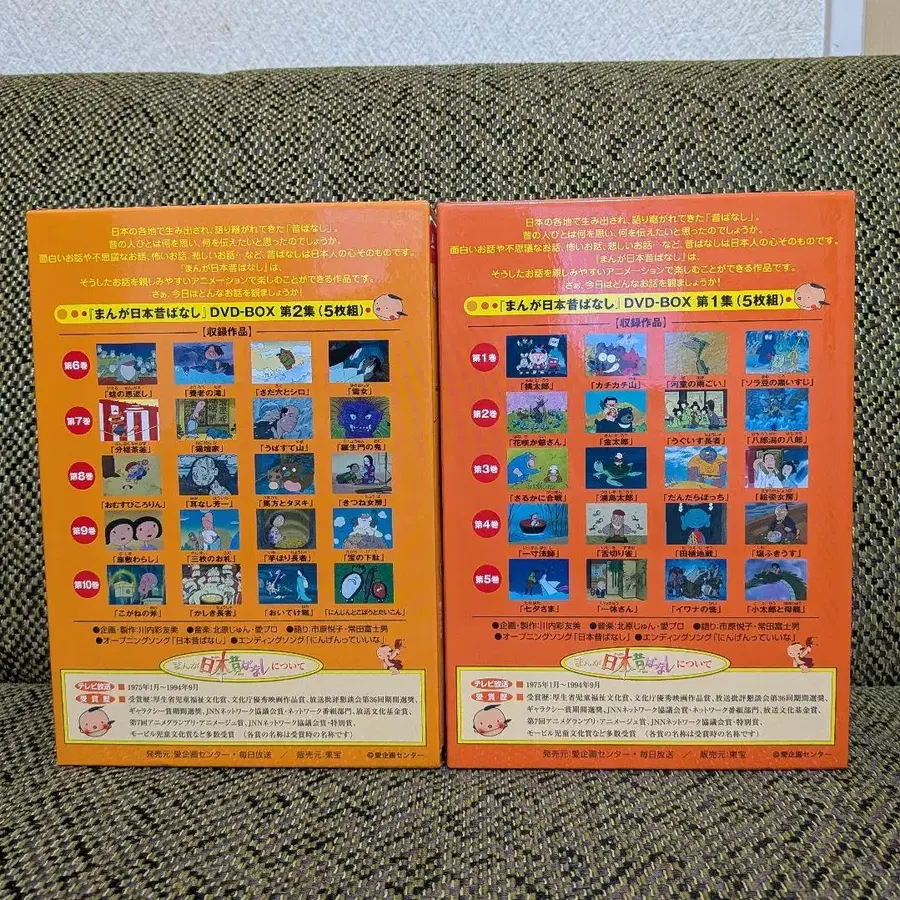 日本の各地で生み出され、語り継がれてきた「昔ばなし」。
昔の人びとは何を思い、何を伝えたいと思ったのでしょうか。
面白いお話や不思議なお話、怖いお話、悲しいお話…など、昔ばなしは日本人の心そのものです。
『まんが日本昔ばなし』は、
そうしたお話を親しみやすいアニメーションで楽しむことができる作品です。
さぁ、今日はどんなお話を観ましょうか!
『まんが日本昔ばなし』DVD-BOX 第2集(5枚組)
【収録作品】
第6巻
「蛙の恩返し」 「養老の滝」 「さだ六とシロ」 「雪女」
第7巻
「分福茶釜」 「猫檀家」 「うばすて山」 「羅生門の鬼」
第8巻
「おむすびころりん」 「耳なし芳一」 「馬方とタヌキ」 「きつね女房」
第9巻
「座敷わらし」 「三枚のお札」 「芋ほり長者」 「宝の下駄」
第10巻
「こがねの斧」 「かしき長者」 「おいてけ堀」 「にんじんとごぼうとだいこん」
●企画・製作:川内彩友美 ●音楽:北原じゅん・愛プロ ●語り:市原悦子・常田富士男
●オープニングソング「日本昔ばなし」 ●エンディングソング「にんげんっていいな」
まんが日本昔ばなしについて
テレビ放送 1975年1月~1994年9月
受賞歴 受賞歴:厚生省児童福祉文化賞、文化庁優秀映画作品賞、放送批評懇談会第36回期間選奨、
ギャラクシー賞期間選奨、JNNネットワーク協議会賞・ネットワーク番組部門、放送文化基金賞、
第7回アニメグランプリ・アニメージュ賞、JNNネットワーク協議会賞・特別賞、
モービル児童文化賞など多数受賞 (各賞の名称は受賞時の名称です)
発売元:愛企画センター・毎日放送 / 販売元:東宝 ©愛企画センター
日本の各地で生み出され、語り継がれてきた「昔ばなし」。
昔の人びとは何を思い、何を伝えたいと思ったのでしょうか。
面白いお話や不思議なお話、怖いお話、悲しいお話…など、昔ばなしは日本人の心そのものです。
『まんが日本昔ばなし』は、
そうしたお話を親しみやすいアニメーションで楽しむことができる作品です。
さぁ、今日はどんなお話を観ましょうか!
『まんが日本昔ばなし』DVD-BOX 第1集(5枚組)
【収録作品】
第1巻
「桃太郎」 「カチカチ山」 「河童の雨ごい」 「ソラ豆の黒いすじ」
第2巻
「花咲か爺さん」 「金太郎」 「うぐいす長者」 「八郎潟の八郎」
第3巻
「さるかに合戦」 「浦島太郎」 「だんだらぼっち」 「絵姿女房」
第4巻
「一寸法師」 「舌切り雀」 「田植地蔵」 「塩ふきうす」
第5巻
「七夕さま」 「一休さん」 「イワナの怪」 「小太郎と母龍」
●企画・製作:川内彩友美 ●音楽:北原じゅん・愛プロ ●語り:市原悦子・常田富士男
●オープニングソング「日本昔ばなし」 ●エンディングソング「にんげんっていいな」
まんが日本昔ばなしについて
テレビ放送 1975年1月~1994年9月
受賞歴 受賞歴:厚生省児童福祉文化賞、文化庁優秀映画作品賞、放送批評懇談会第36回期間選奨、
ギャラクシー賞期間選奨、JNNネットワーク協議会賞・ネットワーク番組部門、放送文化基金賞、
第7回アニメグランプリ・アニメージュ賞、JNNネットワーク協議会賞・特別賞、
モービル児童文化賞など多数受賞 (各賞の名称は受賞時の名称です)
発売元:愛企画センター・毎日放送 / 販売元:東宝 ©愛企画センター